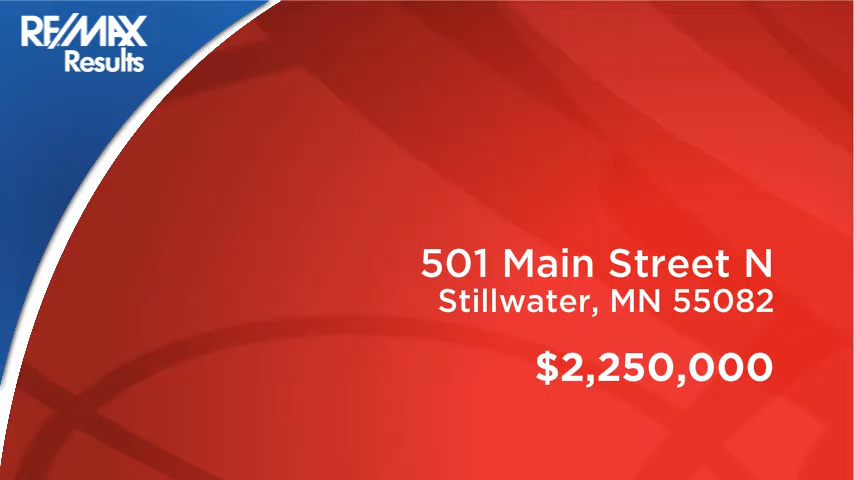 RE/MAX
Results
501 Main Street N
Stillwater, MN 55082
$2,250,000